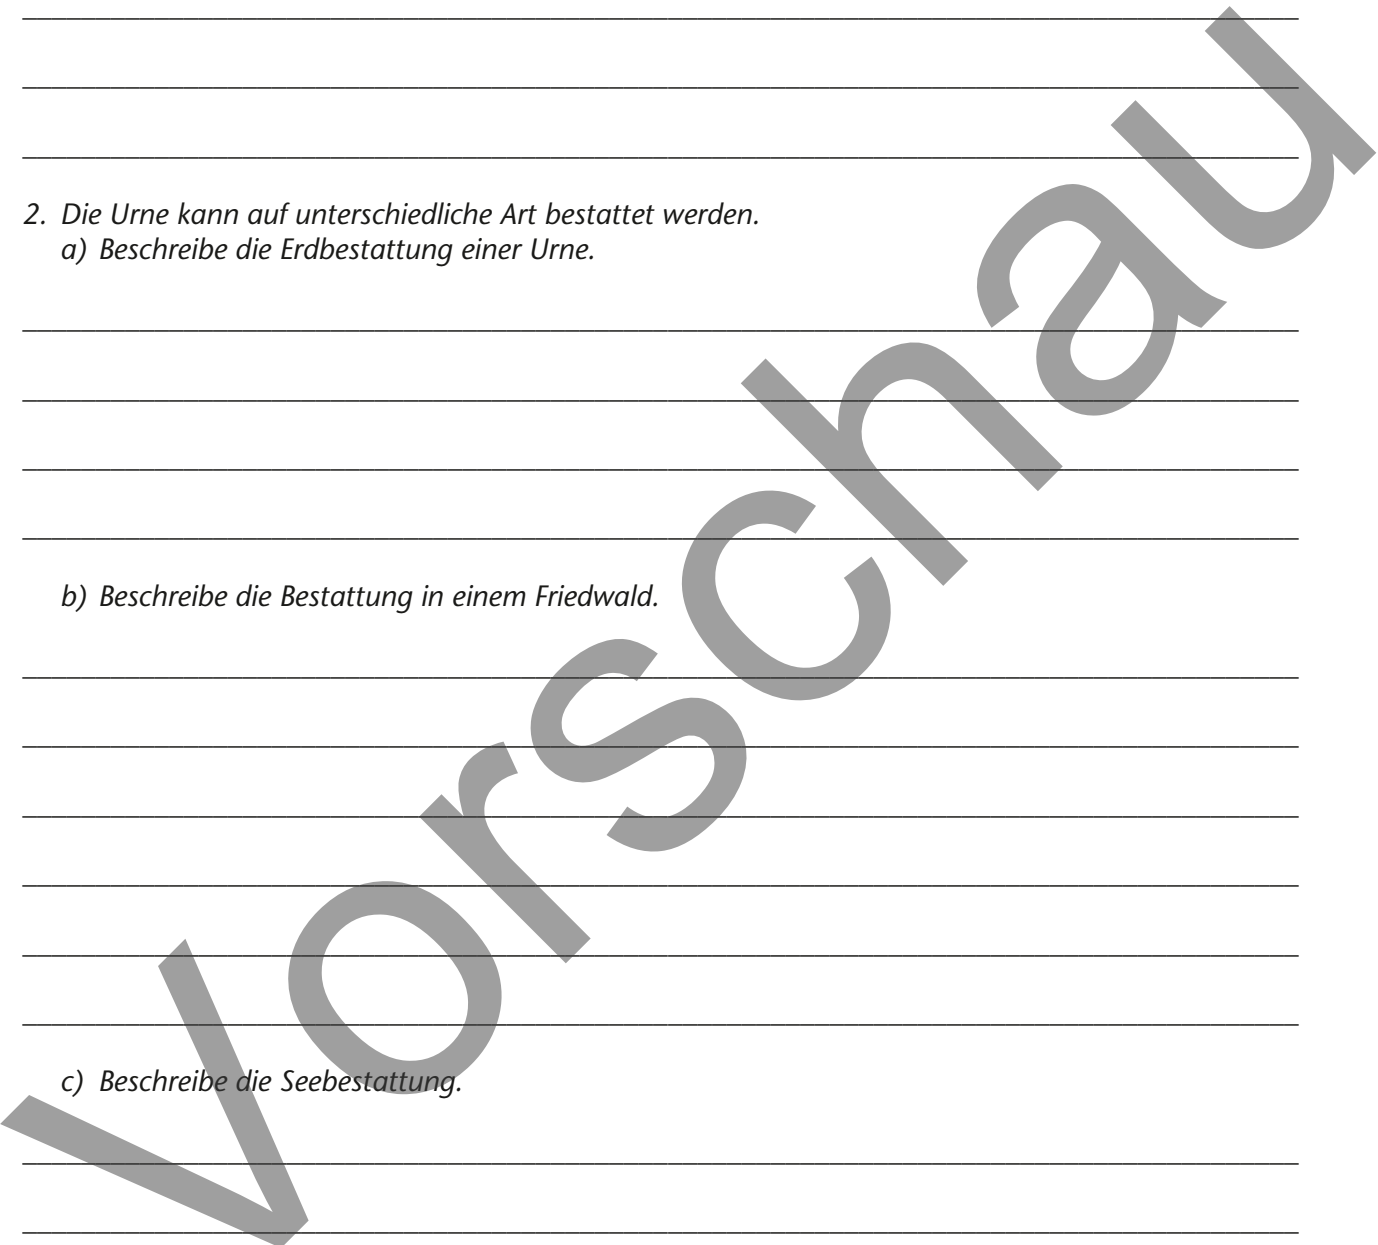 2. Die Urne kann auf unterschiedliche Art bestattet werden.
a) Beschreibe die Erdbestattung einer Urne.
b) Beschreibe die Bestattung in einem Friedwald.
c) Beschreibe die Seebestattung.
Vorschau